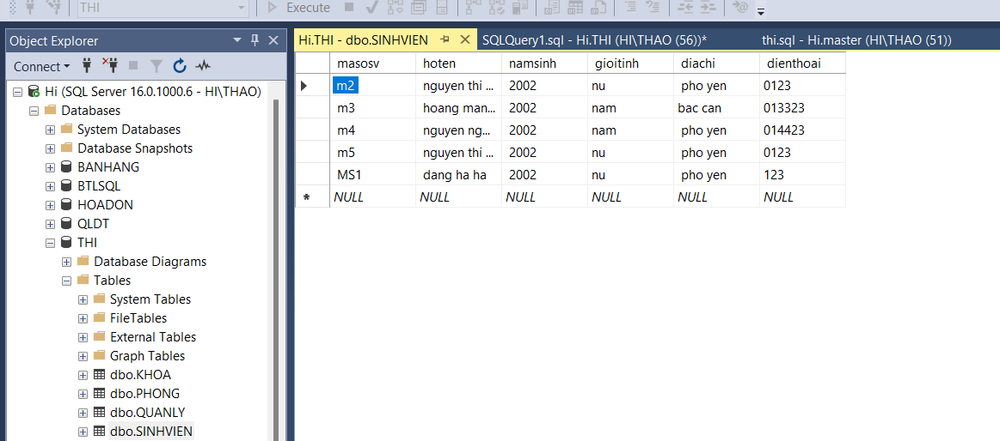 THI
Execute
Object Explorer
Connect
Hi (SQL Server 16.0.1000.6 - HI\THAO)
Databases
System Databases
Database Snapshots
BANHANG
BTLSQL
HOADON
QLDT
THI
Database Diagrams
Tables
System Tables
FileTables
External Tables
Graph Tables
dbo.KHOA
dbo.PHONG
dbo.QUANLY
dbo.SINHVIEN
Hi.THI - dbo.SINHVIEN SQLQuery1.sql - Hi.THI (HI\THAO (56))* thi.sql - Hi.master (HI\THAO (51))
masosv hoten namsinh gioitinh diachi dienthoai
m2 nguyen thi ... 2002 nu pho yen 0123
m3 hoang man... 2002 nam bac can 013323
m4 nguyen ng... 2002 nam pho yen 014423
m5 nguyen thi ... 2002 nu pho yen 0123
MS1 dang ha ha 2002 nu pho yen 123
NULL NULL NULL NULL NULL NULL